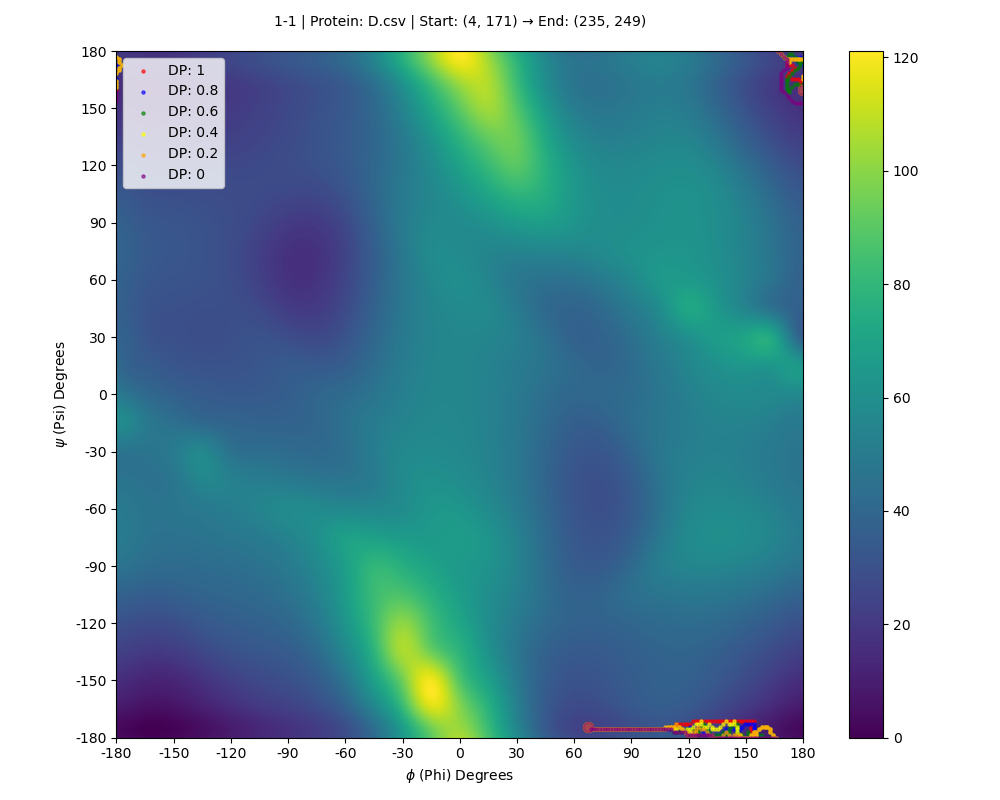 1-1 | Protein: D.csv | Start: (4, 171) → End: (235, 249)
DP: 1
DP: 0.8
DP: 0.6
DP: 0.4
DP: 0.2
DP: 0
180
150
120
90
60
30
0
-30
-60
-90
-120
-150
-180
ψ (Psi) Degrees
-180 -150 -120 -90 -60 -30 0 30 60 90 120 150 180
ϕ (Phi) Degrees
120
100
80
60
40
20
0